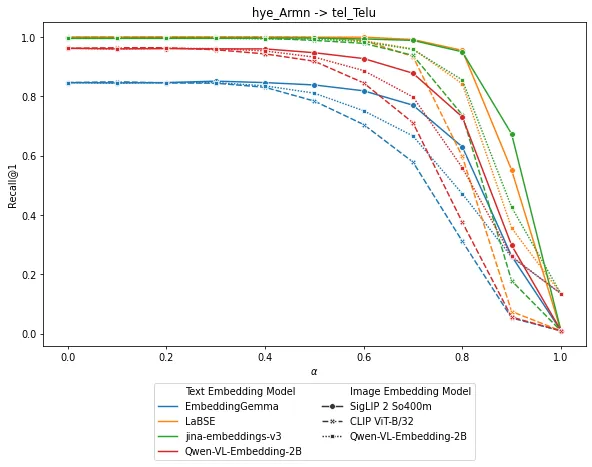 hye_Armn -> tel_Telu
1.0
0.8
0.6
0.4
0.2
0.0
Recall@1
0.0 0.2 0.4 0.6 0.8 1.0
α
Text Embedding Model
EmbeddingGemma
LaBSE
jina-embeddings-v3
Qwen-VL-Embedding-2B
Image Embedding Model
SigLIP 2 So400m
CLIP ViT-B/32
Qwen-VL-Embedding-2B